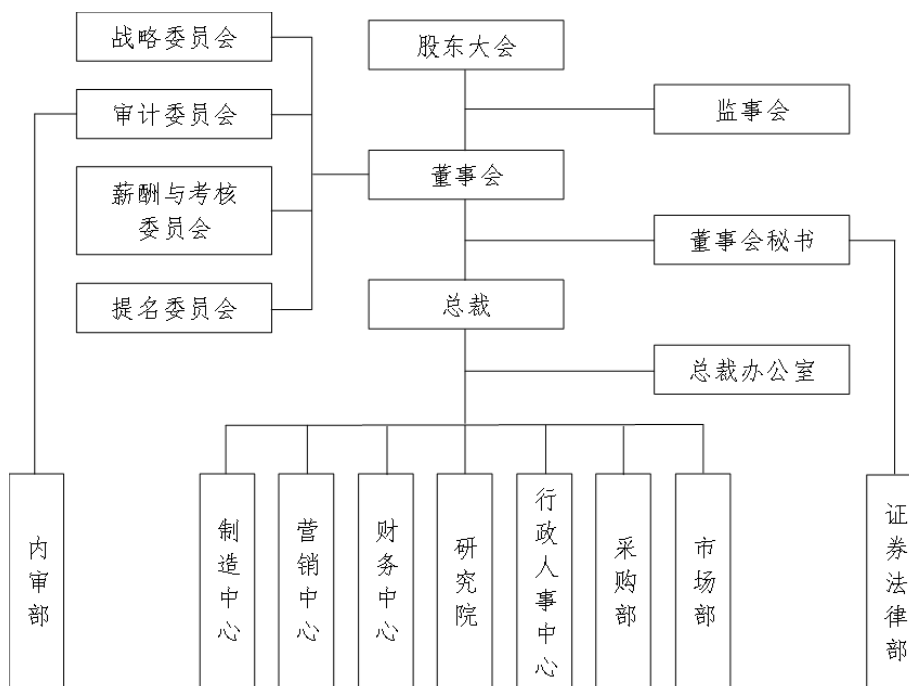 战略委员会
股东大会
审计委员会
监事会
董事会
薪酬与考核
委员会
董事会秘书
提名委员会
总裁
总裁办公室
内审部
制造中心
营销中心
财务中心
研究院
行政人事中心
采购部
市场部
证券法律部